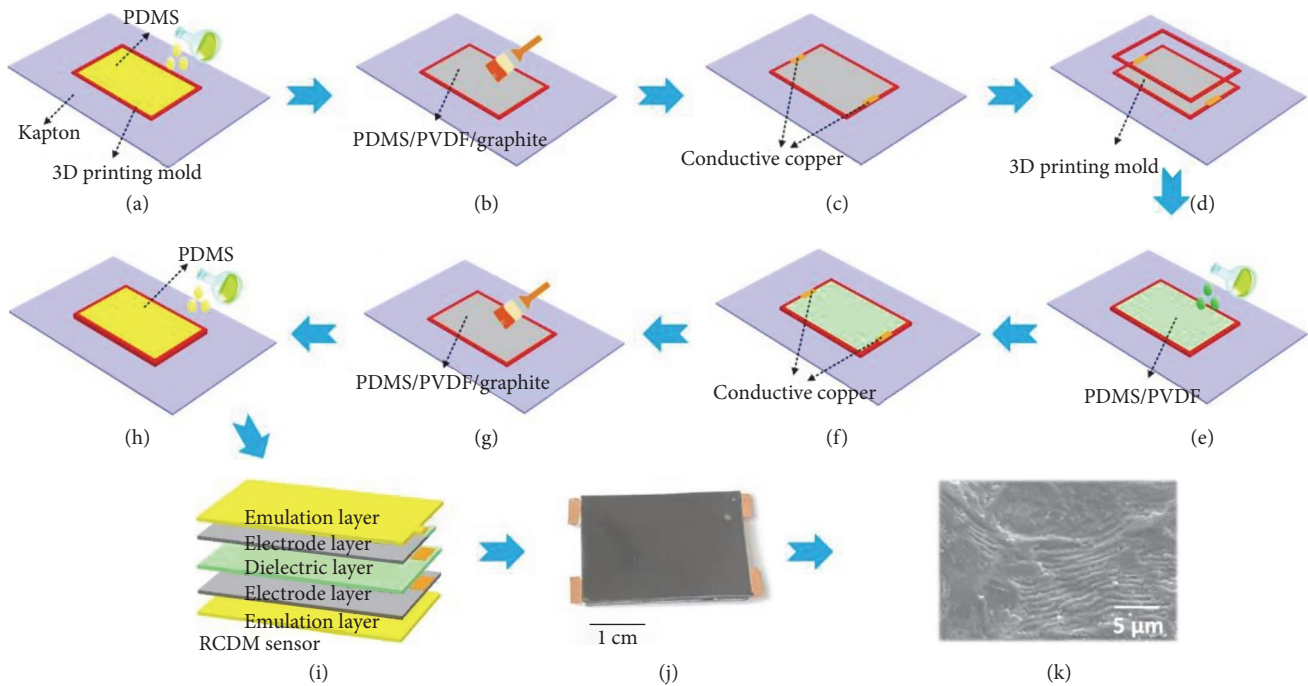 PDMS
Kapton
3D printing mold
(a)
PDMS/PVDF/graphite
(b)
Conductive copper
(c)
3D printing mold
(d)
PDMS
(h)
PDMS/PVDF/graphite
(g)
Conductive copper
(f)
PDMS/PVDF
(e)
Emulation layer
Electrode layer
Dielectric layer
Electrode layer
Emulation layer
RCDM sensor
(i)
1 cm
(j)
5 μm
(k)